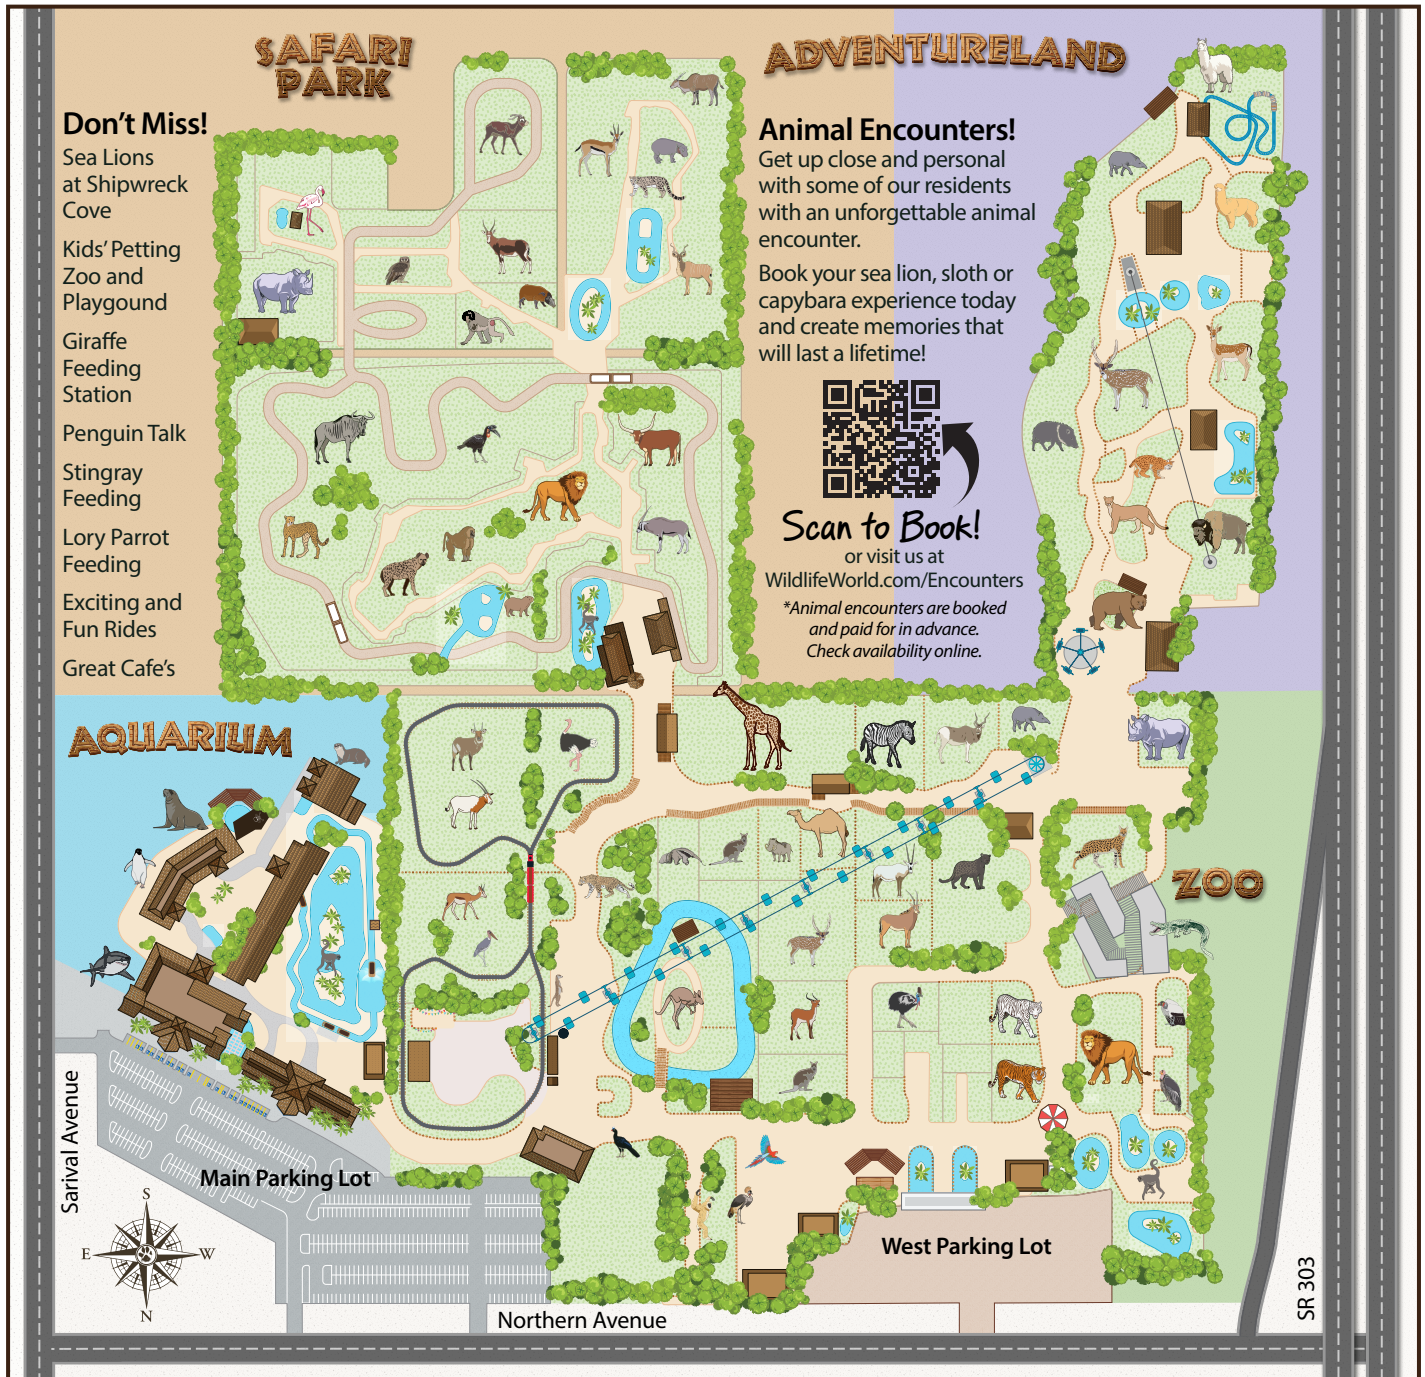 SAFARI
PARK
ADVENTURELAND
Don't Miss!
Sea Lions
at Shipwreck
Cove
Kids' Petting
Zoo and
Playgound
Giraffe
Feeding
Station
Penguin Talk
Stingray
Feeding
Lory Parrot
Feeding
Exciting and
Fun Rides
Great Cafe's
Animal Encounters!
Get up close and personal
with some of our residents
with an unforgettable animal
encounter.
Book your sea lion, sloth or
capybara experience today
and create memories that
will last a lifetime!
Scan to Book!
or visit us at
WildlifeWorld.com/Encounters
*Animal encounters are booked
and paid for in advance.
Check availability online.
AQUARIUM
ZOO
Sarival Avenue
Main Parking Lot
S
E
W
N
West Parking Lot
SR 303
Northern Avenue